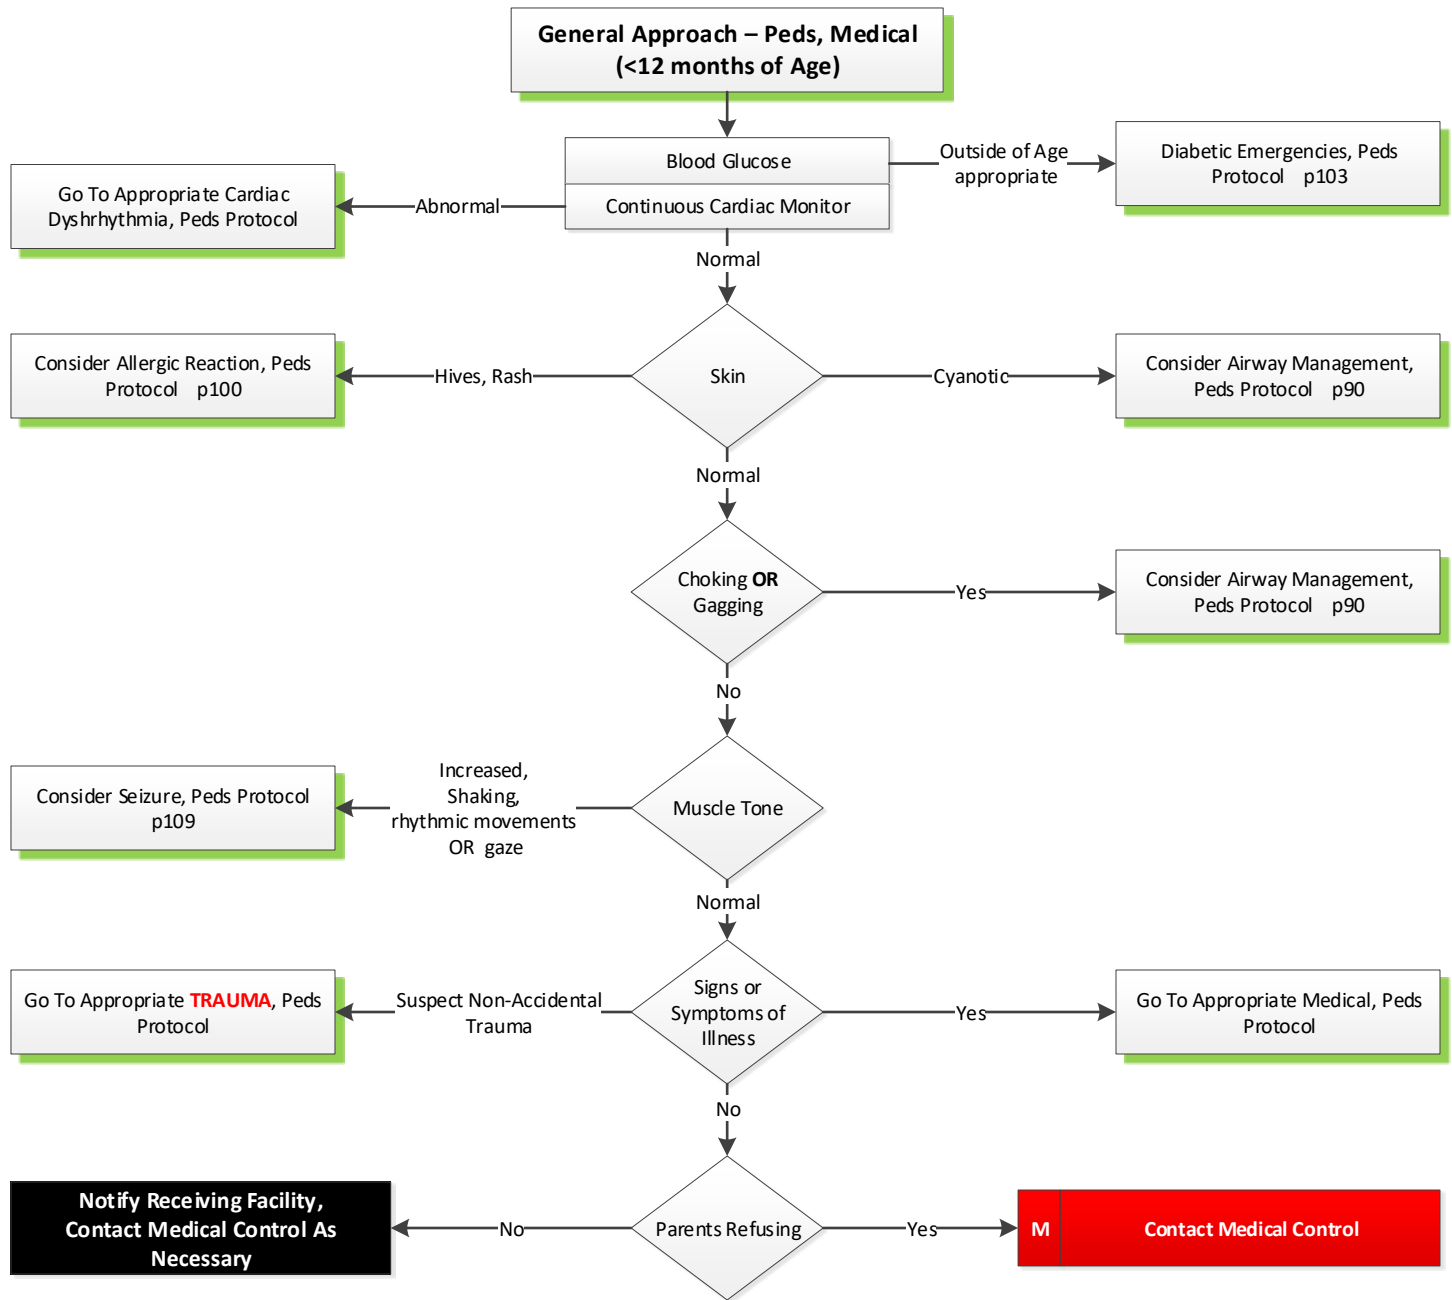 General Approach – Peds, Medical
(<12 months of Age)
Blood Glucose
Continuous Cardiac Monitor
Outside of Age
appropriate
Diabetic Emergencies, Peds
Protocol p103
Abnormal
Go To Appropriate Cardiac
Dyshrhythmia, Peds Protocol
Normal
Skin
Hives, Rash
Consider Allergic Reaction, Peds
Protocol p100
Cyanotic
Consider Airway Management,
Peds Protocol p90
Normal
Choking OR
Gagging
Yes
Consider Airway Management,
Peds Protocol p90
No
Muscle Tone
Increased,
Shaking,
rhythmic movements
OR gaze
Consider Seizure, Peds Protocol
p109
Normal
Signs or
Symptoms of
Illness
Suspect Non-Accidental
Trauma
Go To Appropriate TRAUMA, Peds
Protocol
Yes
Go To Appropriate Medical, Peds
Protocol
No
Parents Refusing
No
Notify Receiving Facility,
Contact Medical Control As
Necessary
Yes
M
Contact Medical Control